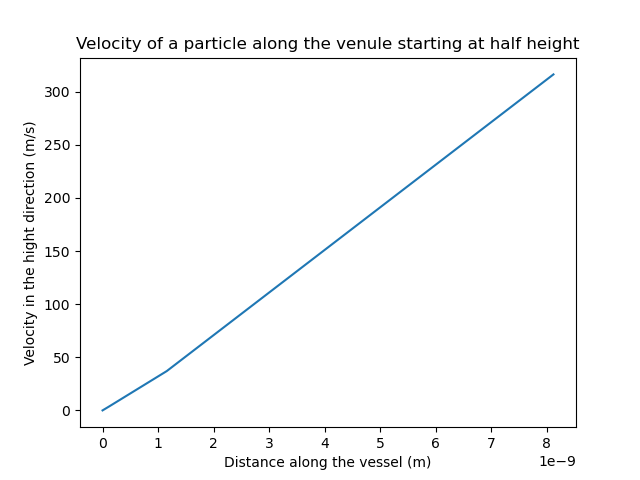 Velocity of a particle along the venule starting at half height
Velocity in the hight direction (m/s)
300
250
200
150
100
50
0
0 1 2 3 4 5 6 7 8
1e−9
Distance along the vessel (m)